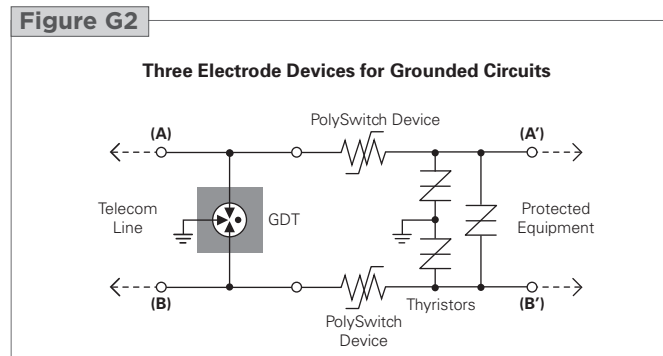 Figure G2
Three Electrode Devices for Grounded Circuits
PolySwitch Device
(A)
(A')
Telecom
Line
GDT
Protected
Equipment
(B)
Thyristors
(B')
PolySwitch
Device